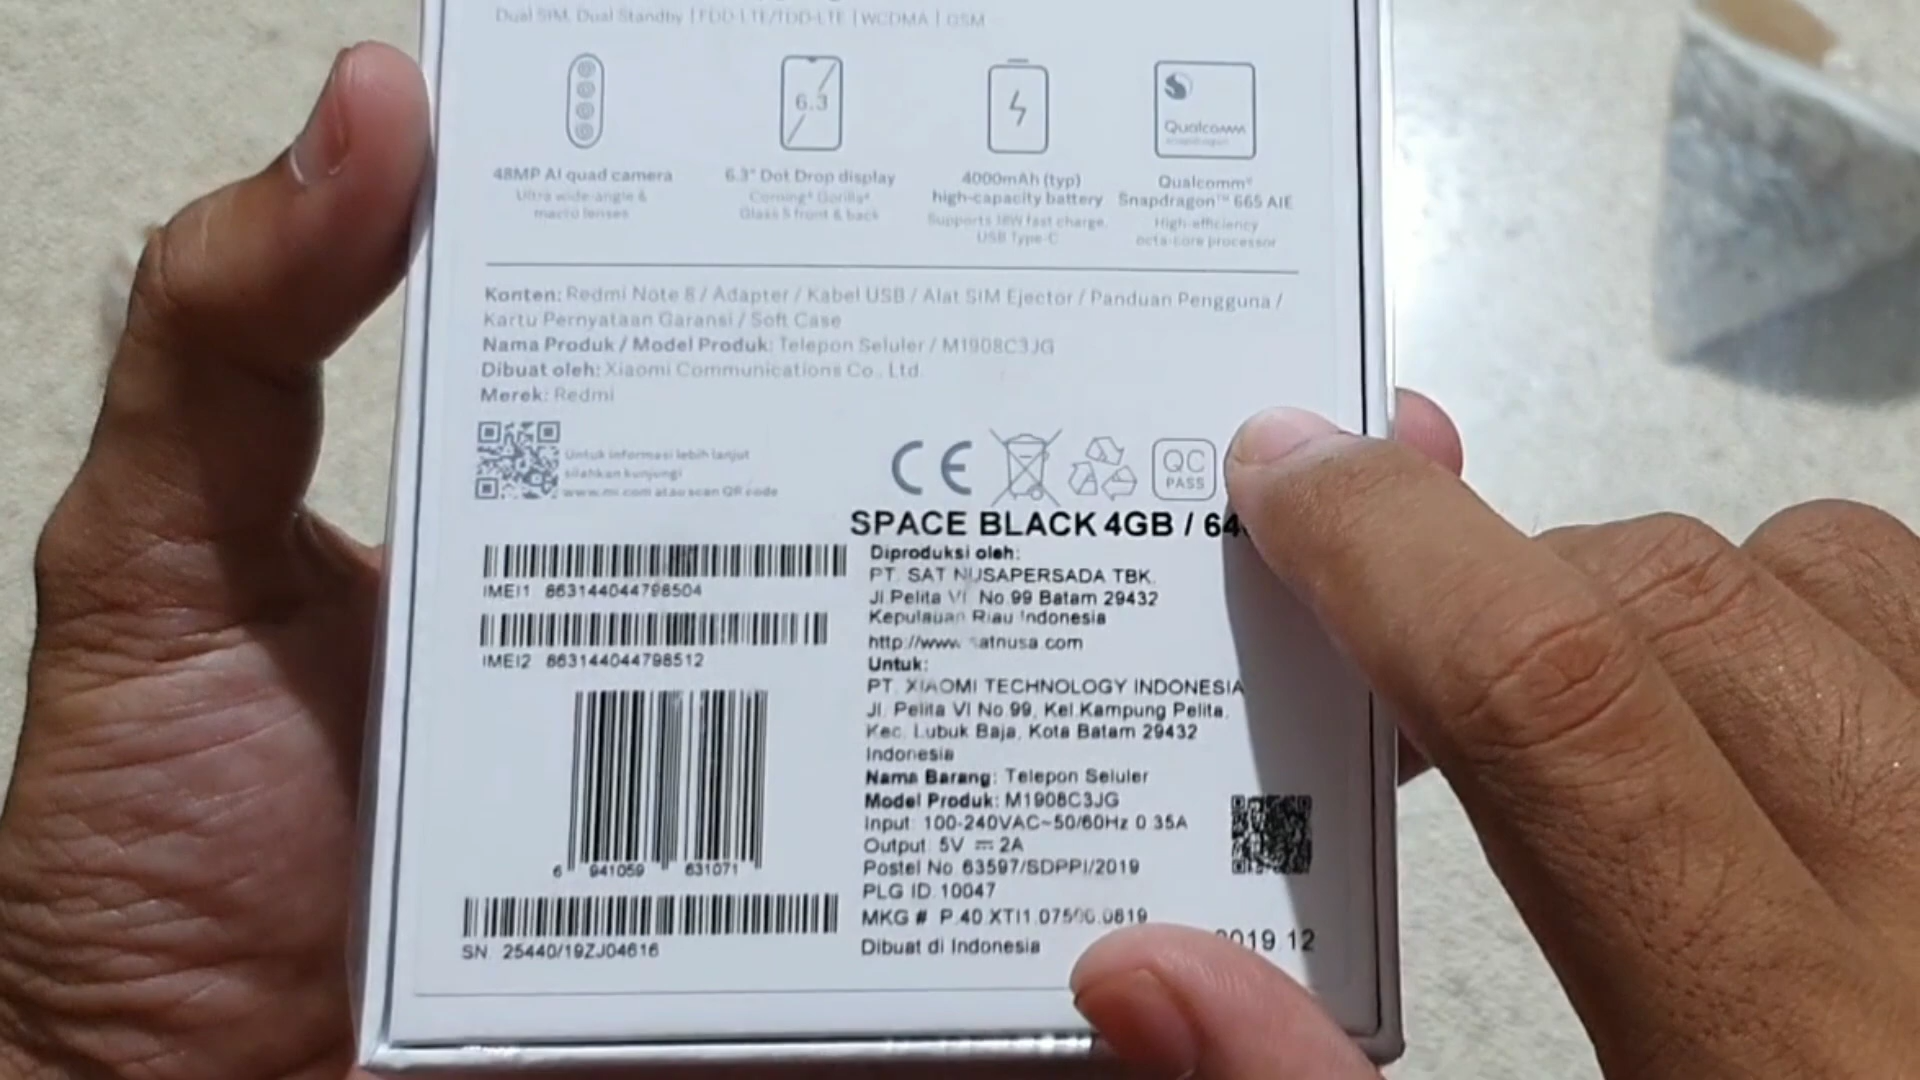 Dual SIM, Dual Standby | FDD-LTE/TDD-LTE | WCDMA | GSM
6.3
Qualcomm
snapdragon
48MP AI quad camera
Ultra wide-angle &
macro lenses
6.3" Dot Drop display
Corning® Gorilla®
Glass 5 front & back
4000mAh (typ)
high-capacity battery
Supports 18W fast charge,
USB Type-C
Qualcomm®
Snapdragon™ 665 AIE
High-efficiency
octa-core processor
Konten: Redmi Note 8 / Adapter / Kabel USB / Alat SIM Ejector / Panduan Pengguna /
Kartu Pernyataan Garansi / Soft Case
Nama Produk / Model Produk: Telepon Seluler / M1908C3JG
Dibuat oleh: Xiaomi Communications Co., Ltd.
Merek: Redmi
Untuk informasi lebih lanjut
silahkan kunjungi
www.mi.com atau scan QR code
CE
QC
PASS
SPACE BLACK 4GB / 64
IMEI1 863144044798504
IMEI2 863144044798512
6 941059 631071
SN 25440/19ZJ04616
Diproduksi oleh:
PT. SAT NUSAPERSADA TBK.
Jl.Pelita VI No.99 Batam 29432
Kepulauan Riau Indonesia
http://www. atnusa com
Untuk:
PT. XIAOMI TECHNOLOGY INDONESIA
Jl. Pelita VI No 99, Kel.Kampung Pelita,
Kec. Lubuk Baja, Kota Batam 29432
Indonesia
Nama Barang: Telepon Seluler
Model Produk: M1908C3JG
Input: 100-240VAC~50/60Hz 0.35A
Output: 5V ⎓ 2A
Postel No 63597/SDPPI/2019
PLG ID. 10047
MKG # 
Dibuat di Indonesia
2019 12